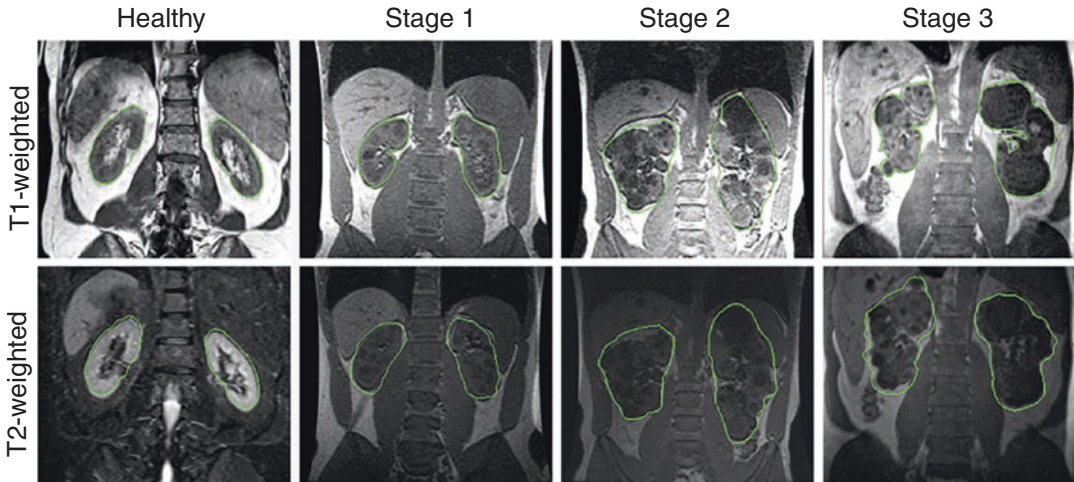 Healthy
Stage 1
Stage 2
Stage 3
T1-weighted
T2-weighted